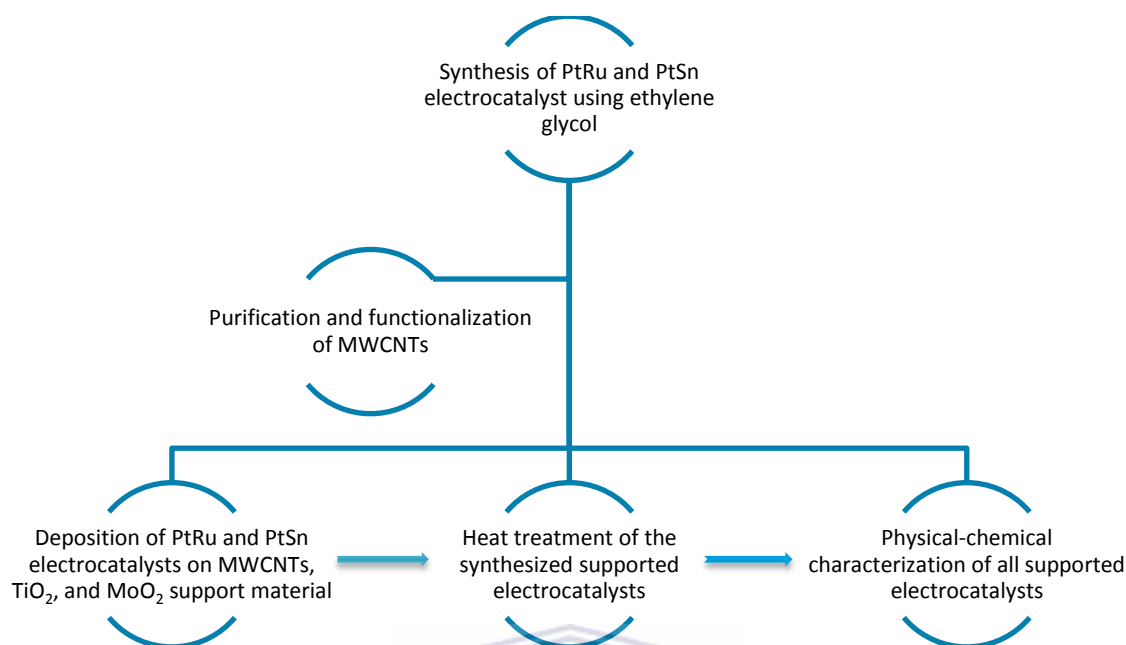 Synthesis of PtRu and PtSn
electrocatalyst using ethylene
glycol
Purification and functionalization
of MWCNTs
Deposition of PtRu and PtSn
electrocatalysts on MWCNTs,
TiO₂, and MoO₂ support material
Heat treatment of the
synthesized supported
electrocatalysts
Physical-chemical
characterization of all supported
electrocatalysts